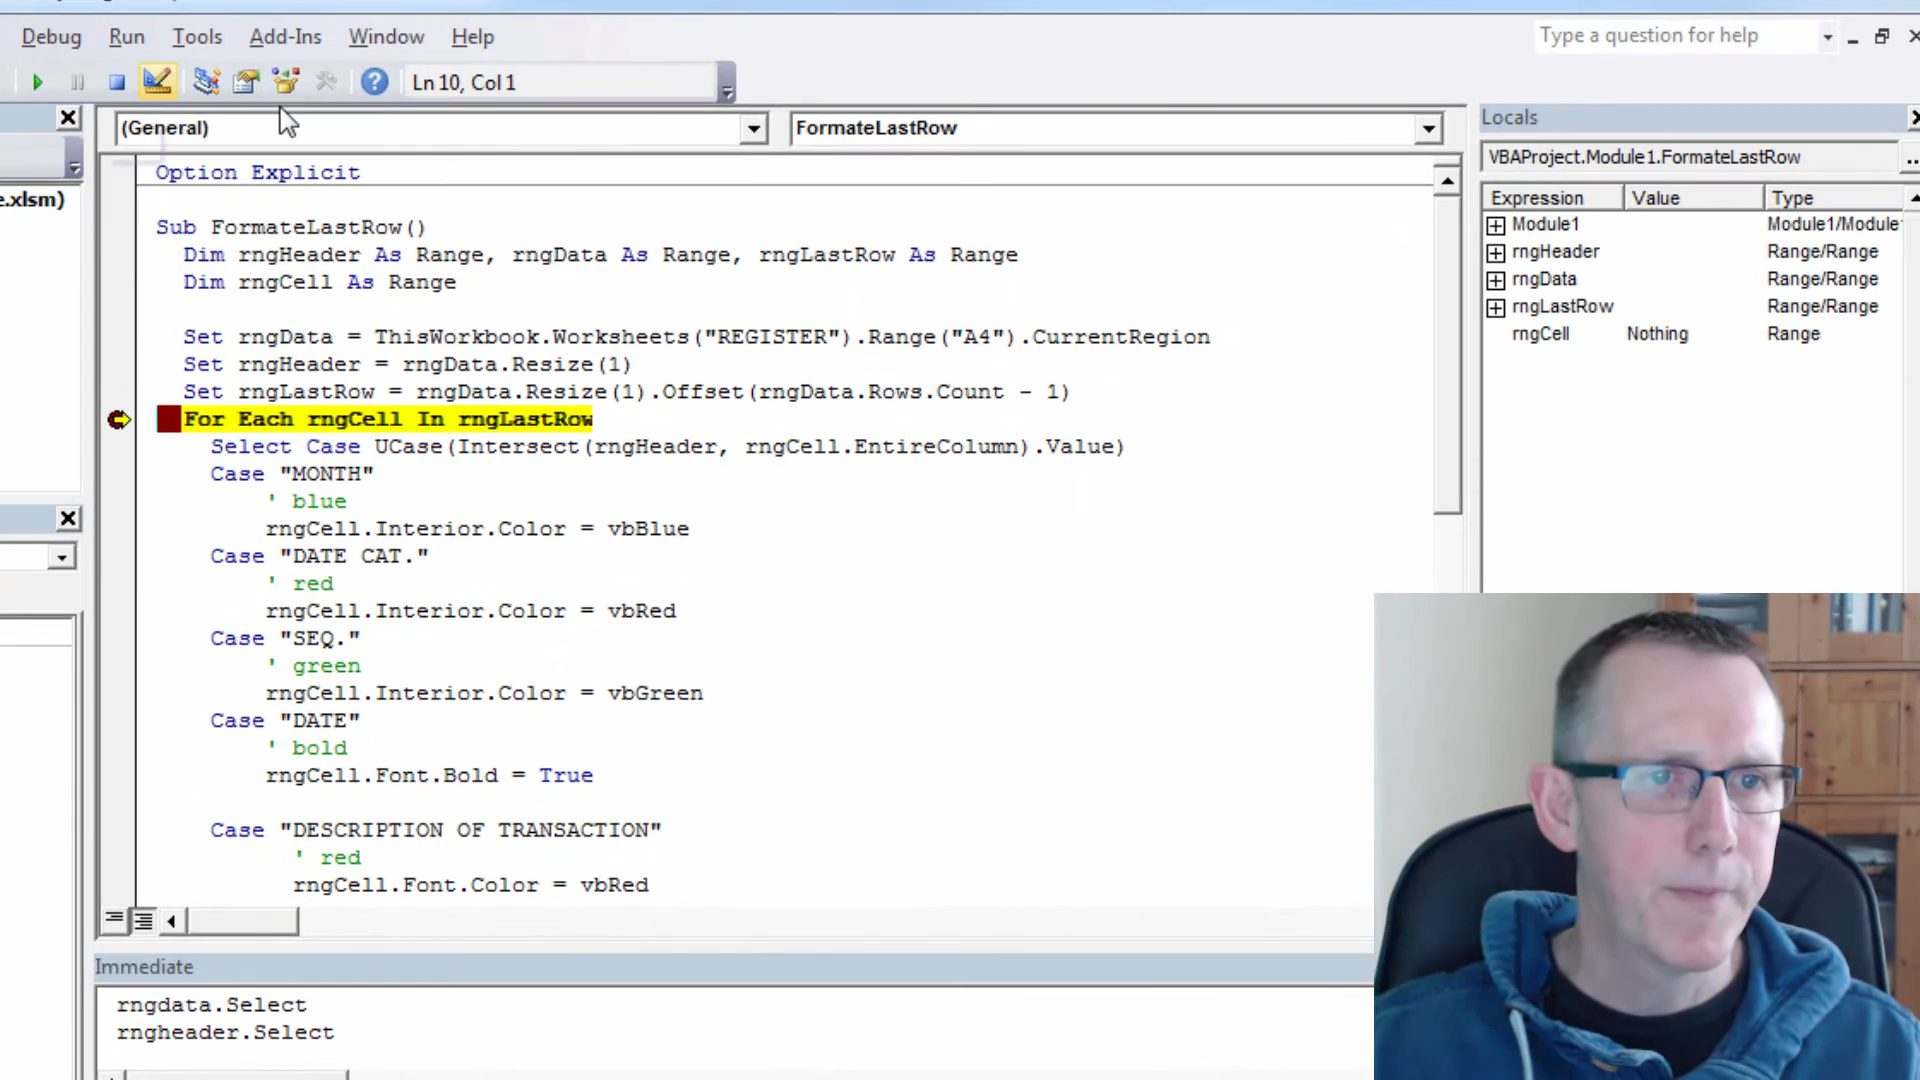 Debug Run Tools Add-Ins Window Help Type a question for help
Ln 10, Col 1
(General) FormateLastRow
e.xlsm)
Option Explicit
Sub FormateLastRow()
Dim rngHeader As Range, rngData As Range, rngLastRow As Range
Dim rngCell As Range
Set rngData = ThisWorkbook.Worksheets("REGISTER").Range("A4").CurrentRegion
Set rngHeader = rngData.Resize(1)
Set rngLastRow = rngData.Resize(1).Offset(rngData.Rows.Count - 1)
For Each rngCell In rngLastRow
Select Case UCase(Intersect(rngHeader, rngCell.EntireColumn).Value)
Case "MONTH"
' blue
rngCell.Interior.Color = vbBlue
Case "DATE CAT."
' red
rngCell.Interior.Color = vbRed
Case "SEQ."
' green
rngCell.Interior.Color = vbGreen
Case "DATE"
' bold
rngCell.Font.Bold = True
Case "DESCRIPTION OF TRANSACTION"
' red
rngCell.Font.Color = vbRed
Immediate
rngdata.Select
rngheader.Select
Locals
VBAProject.Module1.FormateLastRow ..
Expression Value Type
Module1 Module1/Module
rngHeader Range/Range
rngData Range/Range
rngLastRow Range/Range
rngCell Nothing Range